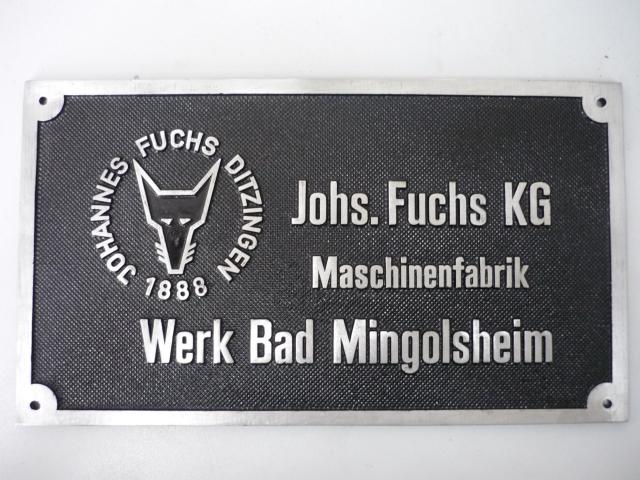 JOHANNES FUCHS DITZINGEN
1888
Johs. Fuchs KG
Maschinenfabrik
Werk Bad Mingolsheim